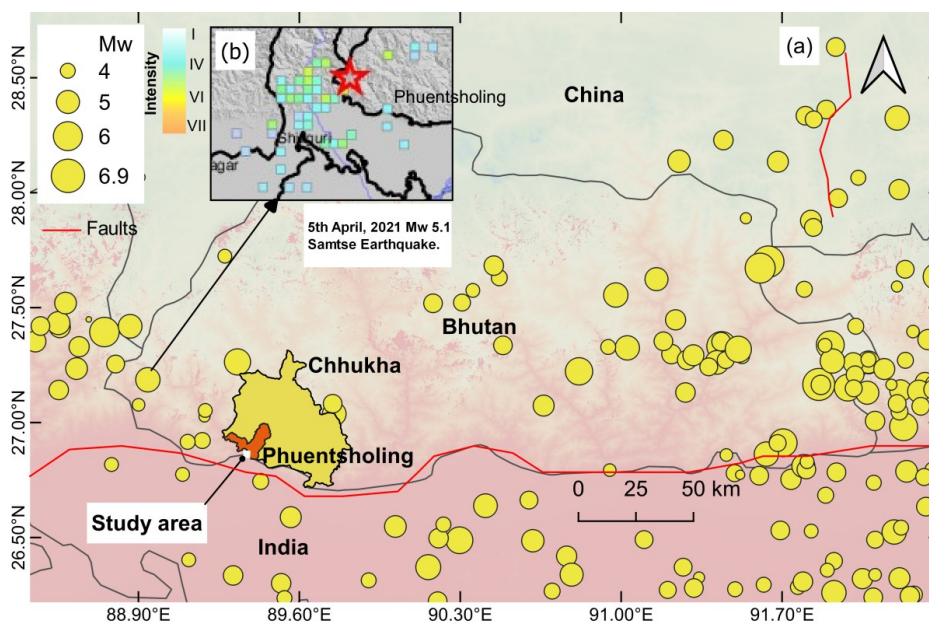 Mw
4
5
6
6.9
Faults
Intensity
I
IV
VI
VII
(b)
Phuentsholing
5th April, 2021 Mw 5.1
Samtse Earthquake.
(a)
China
Bhutan
Chhukha
Phuentsholing
Study area
India
0 25 50 km
28.50°N
28.00°N
27.50°N
27.00°N
26.50°N
88.90°E 89.60°E 90.30°E 91.00°E 91.70°E